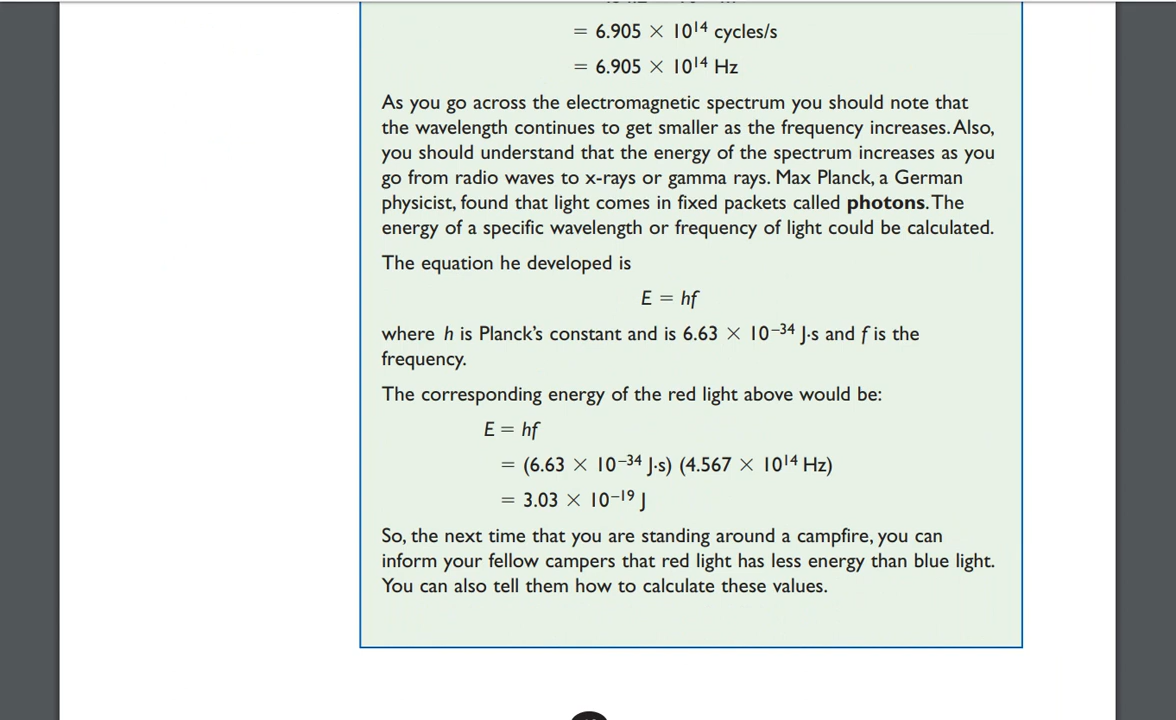 = 6.905 × 10¹⁴ cycles/s
= 6.905 × 10¹⁴ Hz
As you go across the electromagnetic spectrum you should note that
the wavelength continues to get smaller as the frequency increases. Also,
you should understand that the energy of the spectrum increases as you
go from radio waves to x-rays or gamma rays. Max Planck, a German
physicist, found that light comes in fixed packets called photons. The
energy of a specific wavelength or frequency of light could be calculated.
The equation he developed is
E = hf
where h is Planck's constant and is 6.63 × 10⁻³⁴ J·s and f is the
frequency.
The corresponding energy of the red light above would be:
E = hf
= (6.63 × 10⁻³⁴ J·s) (4.567 × 10¹⁴ Hz)
= 3.03 × 10⁻¹⁹ J
So, the next time that you are standing around a campfire, you can
inform your fellow campers that red light has less energy than blue light.
You can also tell them how to calculate these values.